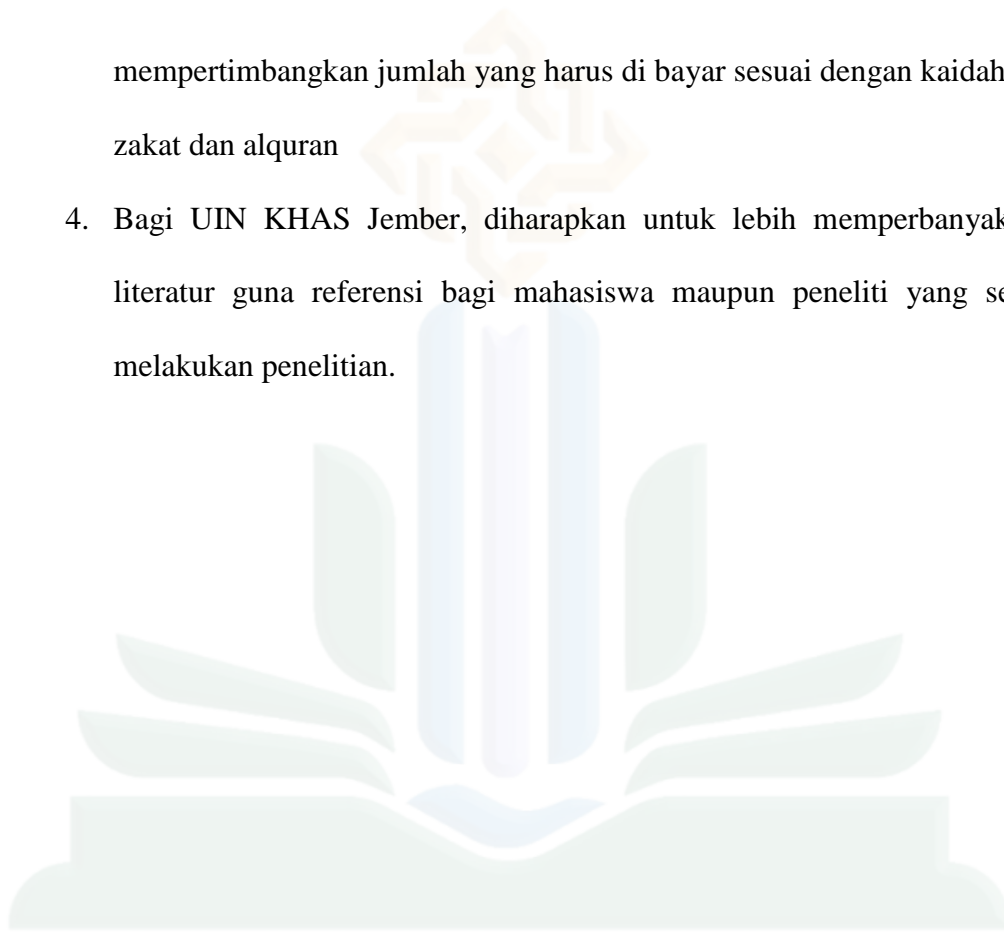 mempertimbangkan jumlah yang harus di bayar sesuai dengan kaidah
zakat dan alquran
4. Bagi UIN KHAS Jember, diharapkan untuk lebih memperbanyak
literatur guna referensi bagi mahasiswa maupun peneliti yang
melakukan penelitian.